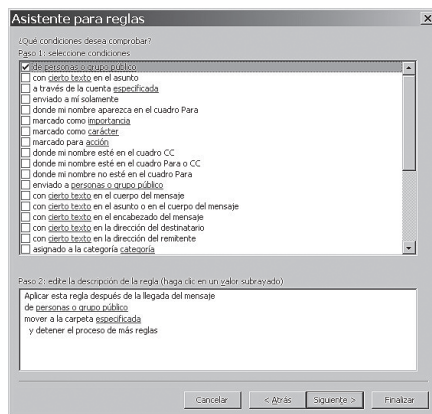 Asistente para reglas
¿Qué condiciones desea comprobar?
Paso 1: seleccione condiciones
de personas o grupo público
con cierto texto en el asunto
a través de la cuenta especificada
enviado a mí solamente
donde mi nombre aparezca en el cuadro Para
marcado como importancia
marcado como carácter
marcado para acción
donde mi nombre esté en el cuadro CC
donde mi nombre esté en el cuadro Para o CC
donde mi nombre no esté en el cuadro Para
enviado a personas o grupo público
con cierto texto en el cuerpo del mensaje
con cierto texto en el asunto o en el cuerpo del mensaje
con cierto texto en el encabezado del mensaje
con cierto texto en la dirección del destinatario
con cierto texto en la dirección del remitente
asignado a la categoría categoría
Paso 2: edite la descripción de la regla (haga clic en un valor subrayado)
Aplicar esta regla después de la llegada del mensaje
de personas o grupo público
mover a la carpeta especificada
y detener el proceso de más reglas
Cancelar < Atrás Siguiente > Finalizar